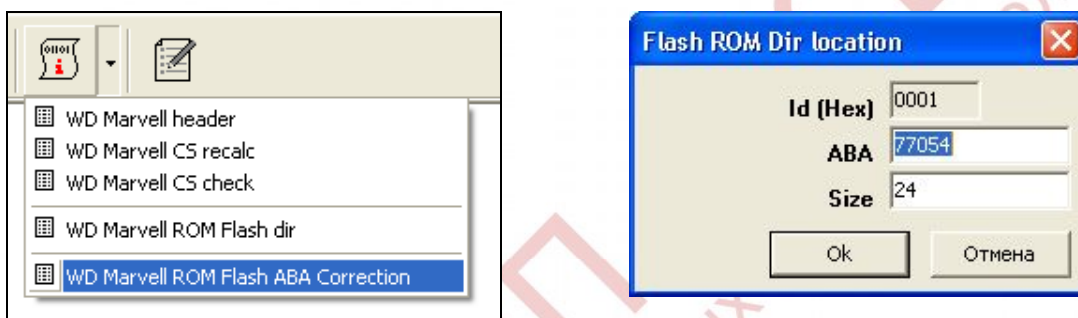 WD Marvell header
WD Marvell CS recalc
WD Marvell CS check
WD Marvell ROM Flash dir
WD Marvell ROM Flash ABA Correction
Flash ROM Dir location
Id (Hex) 0001
ABA 77054
Size 24
Ok Отмена